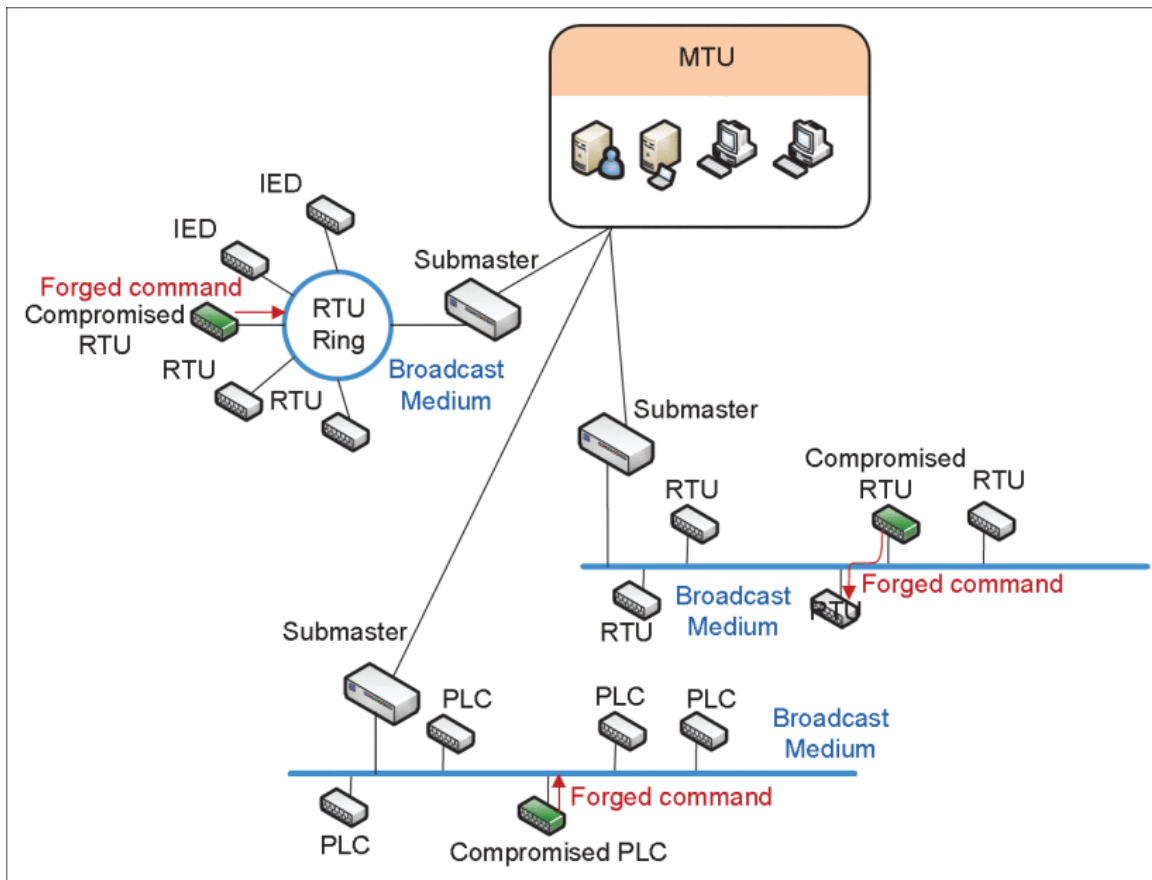 MTU
IED
IED
Submaster
Forged command
Compromised
RTU
RTU
Ring
RTU
RTU
Broadcast
Medium
Submaster
Compromised
RTU
RTU
RTU
Forged command
RTU
RTU
Broadcast
Medium
Submaster
PLC
PLC
PLC
Broadcast
Medium
Forged command
PLC
Compromised PLC